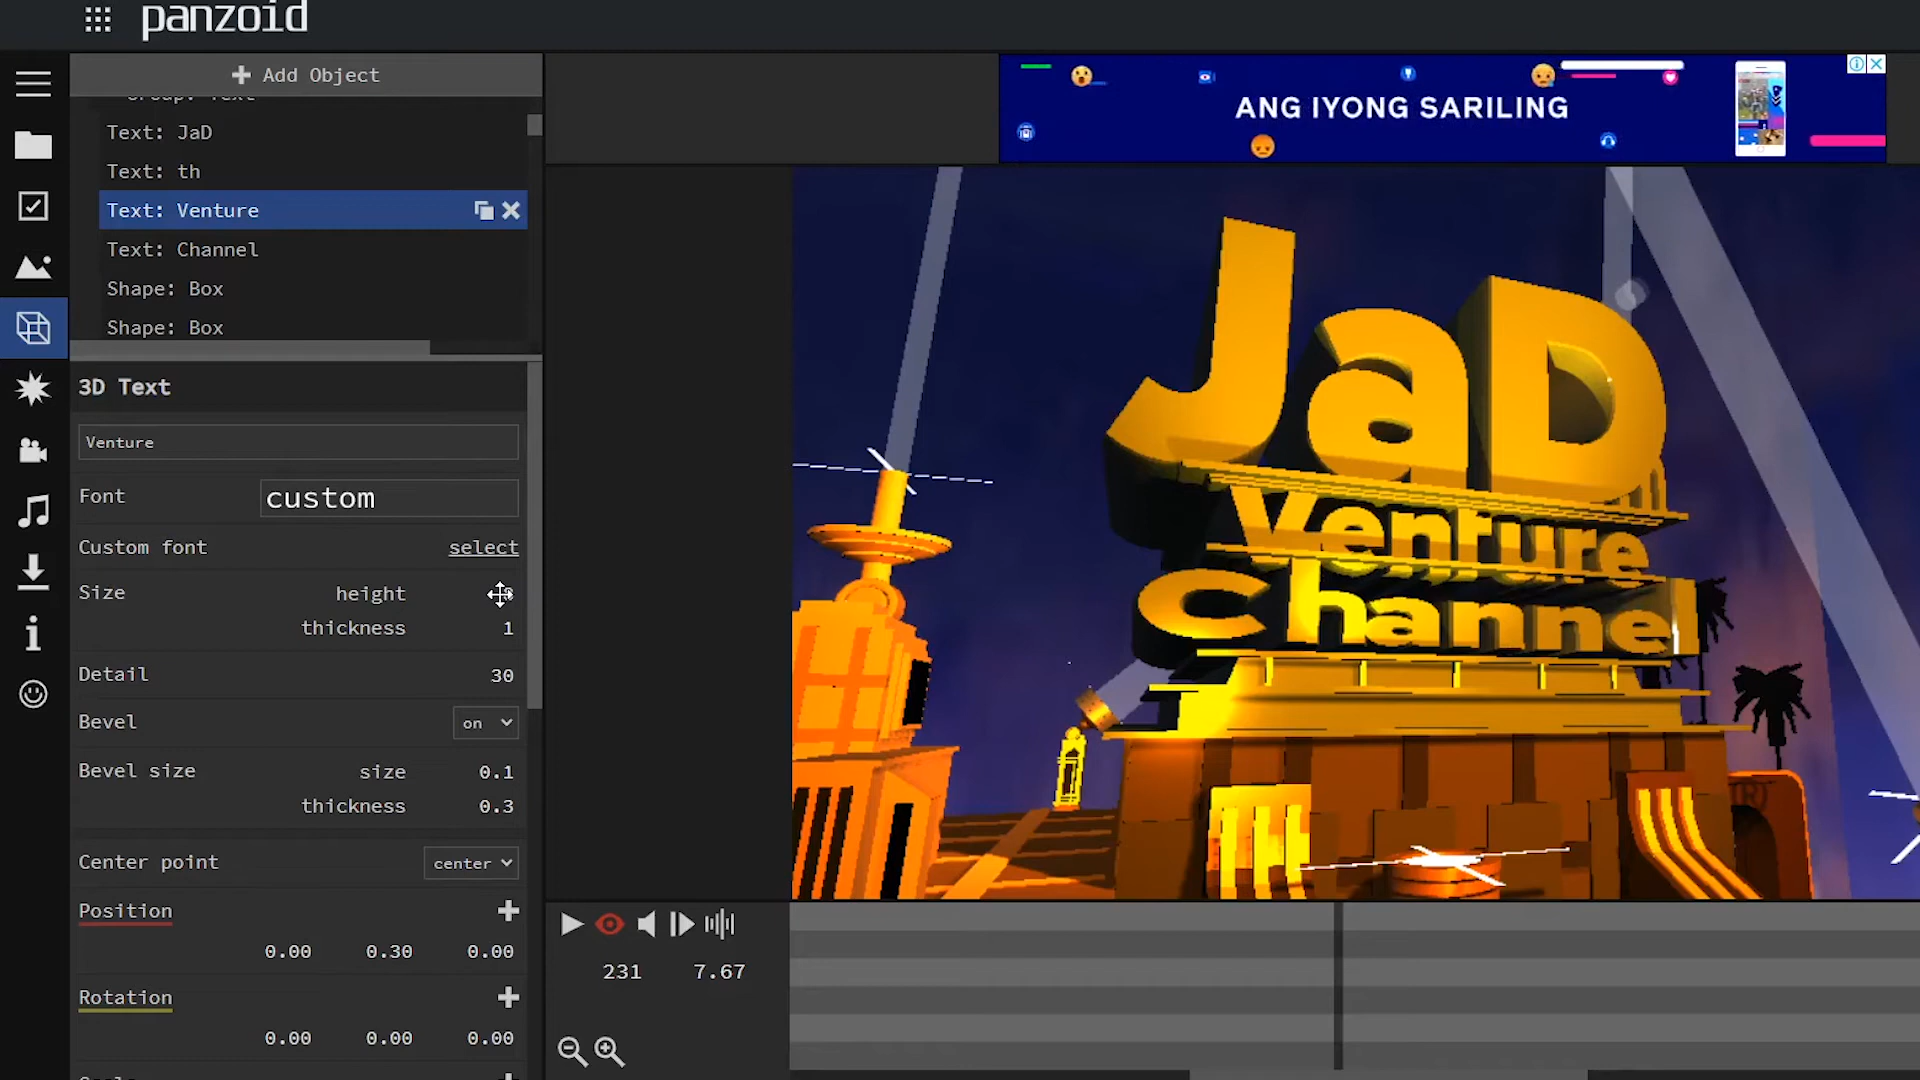 panzoid
Add Object
Group: Text
Text: JaD
Text: th
Text: Venture
Text: Channel
Shape: Box
Shape: Box
3D Text
Venture
Font
custom
Custom font
select
Size
height
thickness
1
Detail
30
Bevel
on
Bevel size
size
0.1
thickness
0.3
Center point
center
Position
0.00 0.30 0.00
Rotation
0.00 0.00 0.00
ANG IYONG SARILING
JaD
Venture
Channel
231 7.67